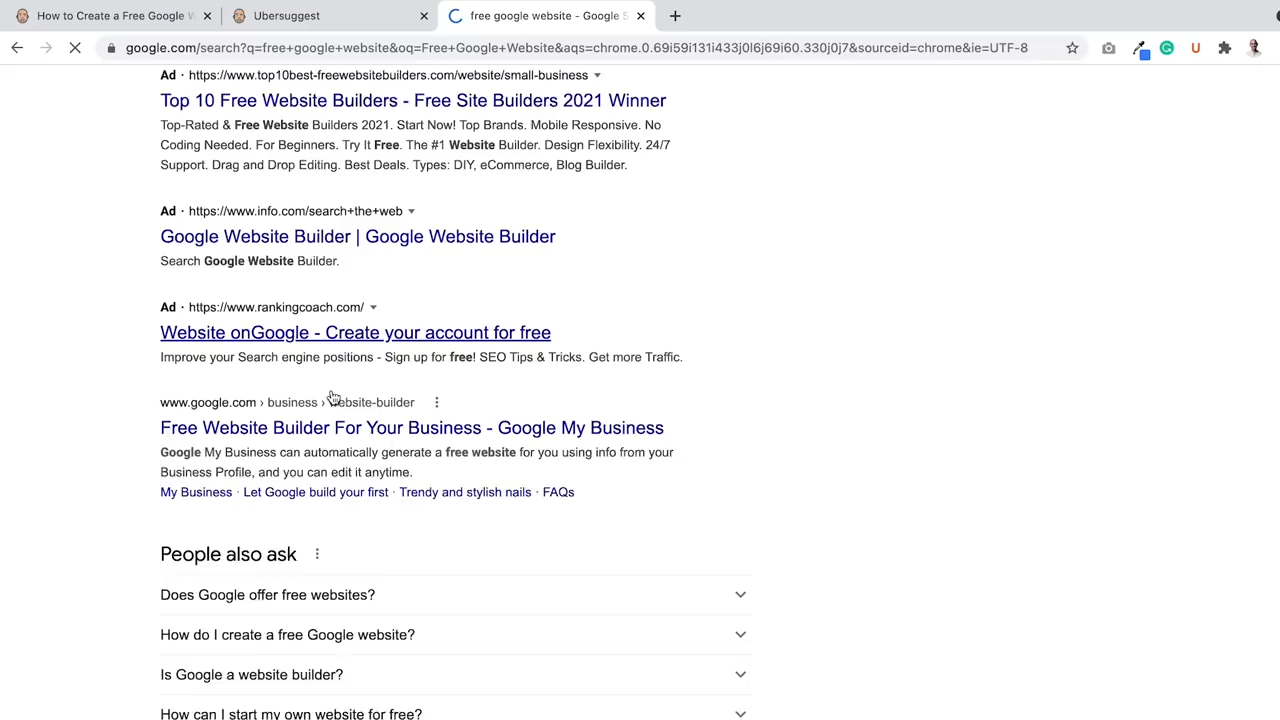 How to Create a Free Google W
Ubersuggest
free google website - Google S
google.com/search?q=free+google+website&oq=Free+Google+Website&aqs=chrome.0.69i59i131i433j0l6j69i60.330j0j7&sourceid=chrome&ie=UTF-8
Ad · https://www.top10best-freewebsitebuilders.com/website/small-business
Top 10 Free Website Builders - Free Site Builders 2021 Winner
Top-Rated & Free Website Builders 2021. Start Now! Top Brands. Mobile Responsive. No
Coding Needed. For Beginners. Try It Free. The #1 Website Builder. Design Flexibility. 24/7
Support. Drag and Drop Editing. Best Deals. Types: DIY, eCommerce, Blog Builder.
Ad · https://www.info.com/search+the+web
Google Website Builder | Google Website Builder
Search Google Website Builder.
Ad · https://www.rankingcoach.com/
Website onGoogle - Create your account for free
Improve your Search engine positions - Sign up for free! SEO Tips & Tricks. Get more Traffic.
www.google.com › business › website-builder
Free Website Builder For Your Business - Google My Business
Google My Business can automatically generate a free website for you using info from your
Business Profile, and you can edit it anytime.
My Business · Let Google build your first · Trendy and stylish nails · FAQs
People also ask
Does Google offer free websites?
How do I create a free Google website?
Is Google a website builder?
How can I start my own website for free?